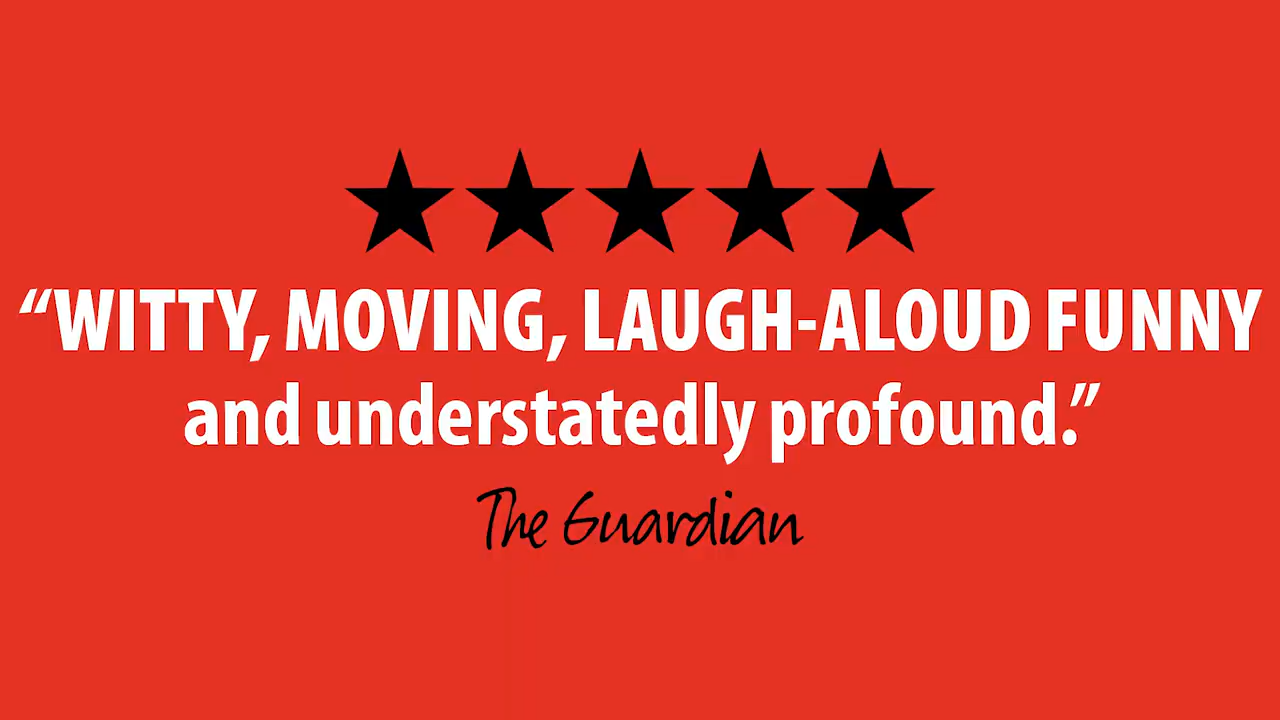 “WITTY, MOVING, LAUGH-ALOUD FUNNY
and understatedly profound.”
The Guardian